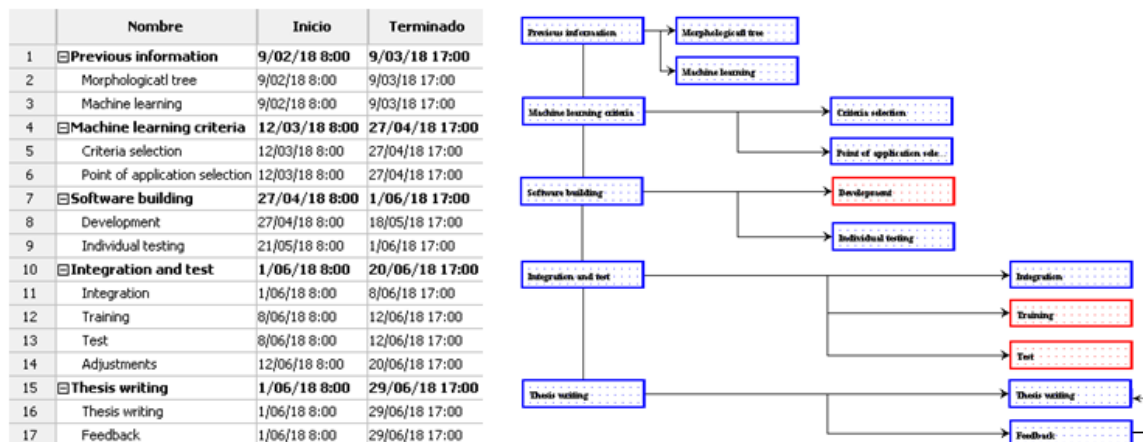 Nombre Inicio Terminado
1 Previous information 9/02/18 8:00 9/03/18 17:00
2 Morphologicatl tree 9/02/18 8:00 9/03/18 17:00
3 Machine learning 9/02/18 8:00 9/03/18 17:00
4 Machine learning criteria 12/03/18 8:00 27/04/18 17:00
5 Criteria selection 12/03/18 8:00 27/04/18 17:00
6 Point of application selection 12/03/18 8:00 27/04/18 17:00
7 Software building 27/04/18 8:00 1/06/18 17:00
8 Development 27/04/18 8:00 18/05/18 17:00
9 Individual testing 21/05/18 8:00 1/06/18 17:00
10 Integration and test 1/06/18 8:00 20/06/18 17:00
11 Integration 1/06/18 8:00 8/06/18 17:00
12 Training 8/06/18 8:00 12/06/18 17:00
13 Test 8/06/18 8:00 12/06/18 17:00
14 Adjustments 12/06/18 8:00 20/06/18 17:00
15 Thesis writing 1/06/18 8:00 29/06/18 17:00
16 Thesis writing 1/06/18 8:00 29/06/18 17:00
17 Feedback 1/06/18 8:00 29/06/18 17:00
Previous information
Morphologicatl tree
Machine learning
Machine learning criteria
Criteria selection
Point of application sele...
Software building
Development
Individual testing
Integration and test
Integration
Training
Test
Thesis writing
Thesis writing
Feedback